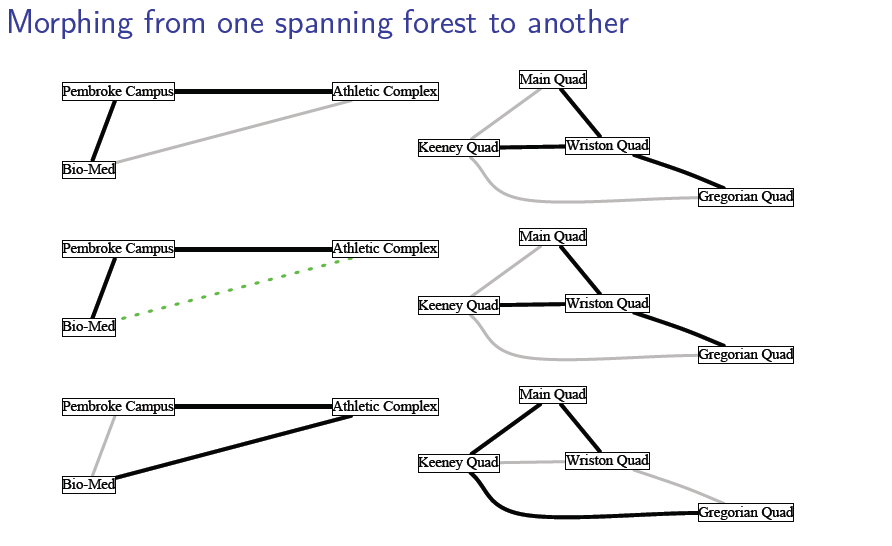 Morphing from one spanning forest to another
Main Quad
Pembroke Campus
Athletic Complex
Keeney Quad
Wriston Quad
Bio-Med
Gregorian Quad
Main Quad
Pembroke Campus
Athletic Complex
Keeney Quad
Wriston Quad
Bio-Med
Gregorian Quad
Main Quad
Pembroke Campus
Athletic Complex
Keeney Quad
Wriston Quad
Bio-Med
Gregorian Quad